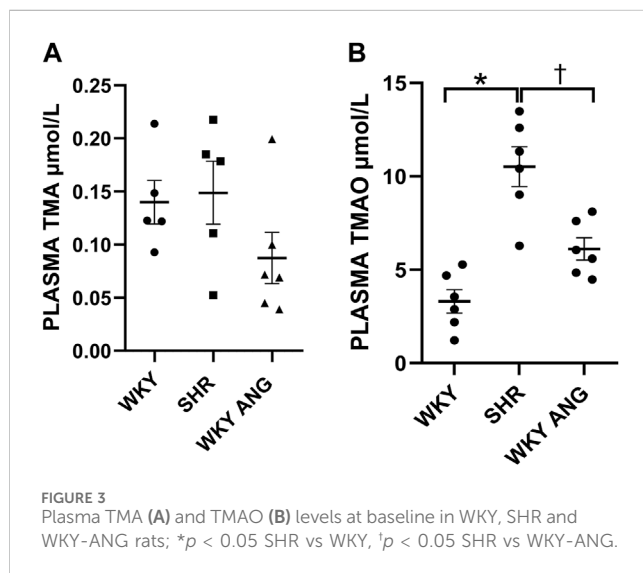 A
PLASMA TMA µmol/L
0.25
0.20
0.15
0.10
0.05
0.00
WKY
SHR
WKY ANG
B
PLASMA TMAO µmol/L
15
10
5
0
*
†
WKY
SHR
WKY ANG
FIGURE 3
Plasma TMA (A) and TMAO (B) levels at baseline in WKY, SHR and
WKY-ANG rats; *p < 0.05 SHR vs WKY, †p < 0.05 SHR vs WKY-ANG.